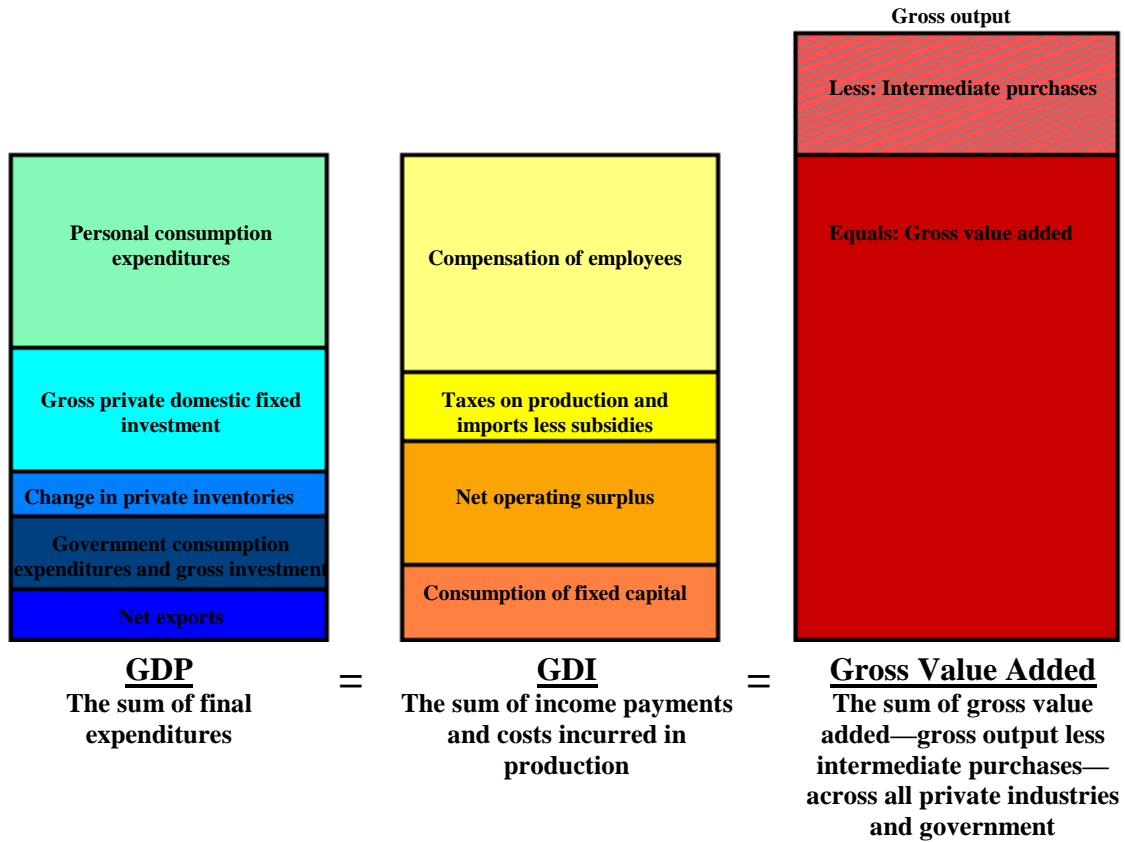 Gross output
Less: Intermediate purchases
Personal consumption
expenditures
Compensation of employees
Equals: Gross value added
Gross private domestic fixed
investment
Taxes on production and
imports less subsidies
Change in private inventories
Net operating surplus
Government consumption
expenditures and gross investment
Consumption of fixed capital
Net exports
GDP
The sum of final
expenditures
=
GDI
The sum of income payments
and costs incurred in
production
=
Gross Value Added
The sum of gross value
added—gross output less
intermediate purchases—
across all private industries
and government